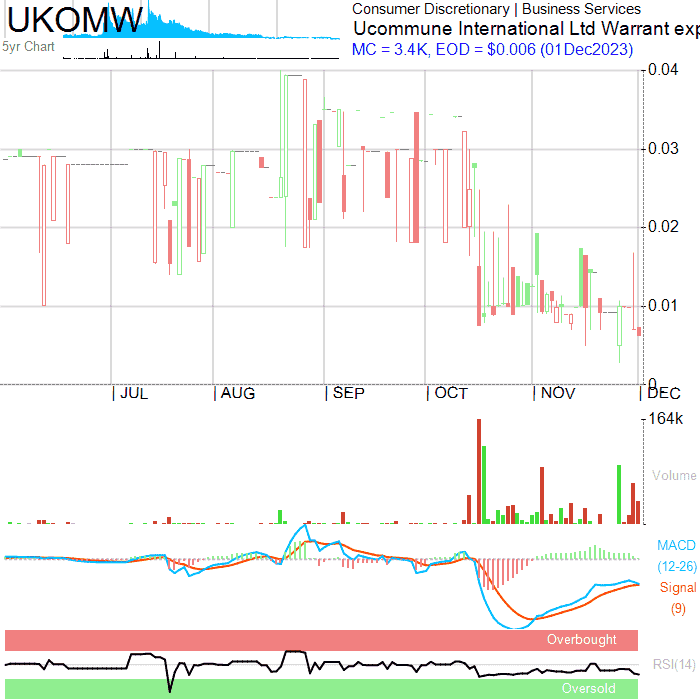 UKOMW
5yr Chart
Consumer Discretionary | Business Services
Ucommune International Ltd Warrant exp
MC = 3.4K, EOD = $0.006 (01Dec2023)
0.04
0.03
0.02
0.01
0
JUL
AUG
SEP
OCT
NOV
DEC
164k
Volume
MACD
(12-26)
Signal
(9)
Overbought
RSI(14)
Oversold